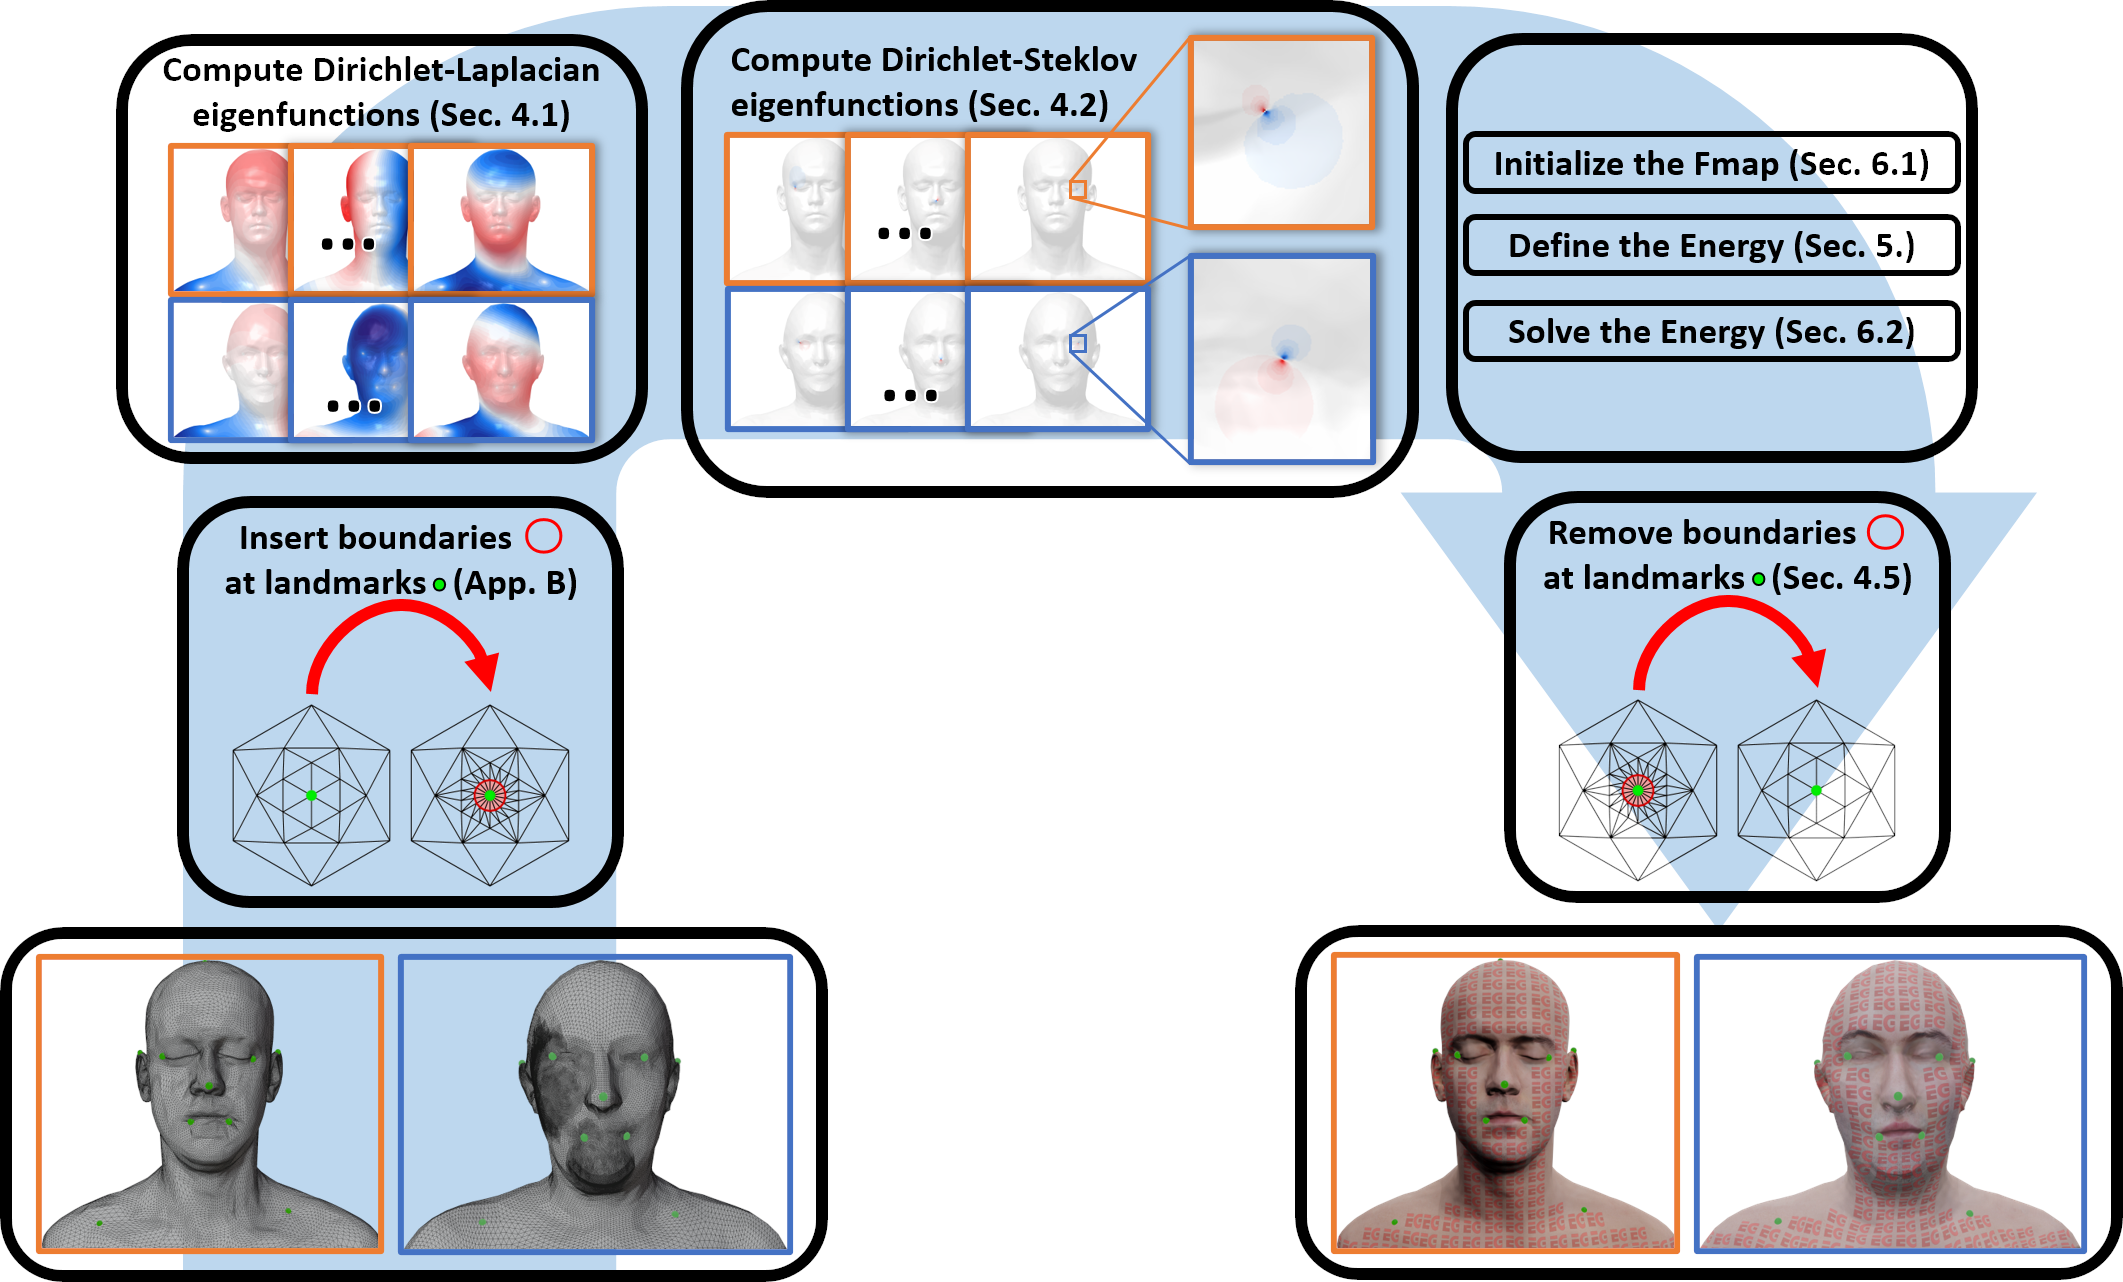 Compute Dirichlet-Laplacian
eigenfunctions (Sec. 4.1)
Compute Dirichlet-Steklov
eigenfunctions (Sec. 4.2)
Initialize the Fmap (Sec. 6.1)
Define the Energy (Sec. 5.)
Solve the Energy (Sec. 6.2)
Insert boundaries
at landmarks (App. B)
Remove boundaries
at landmarks (Sec. 4.5)